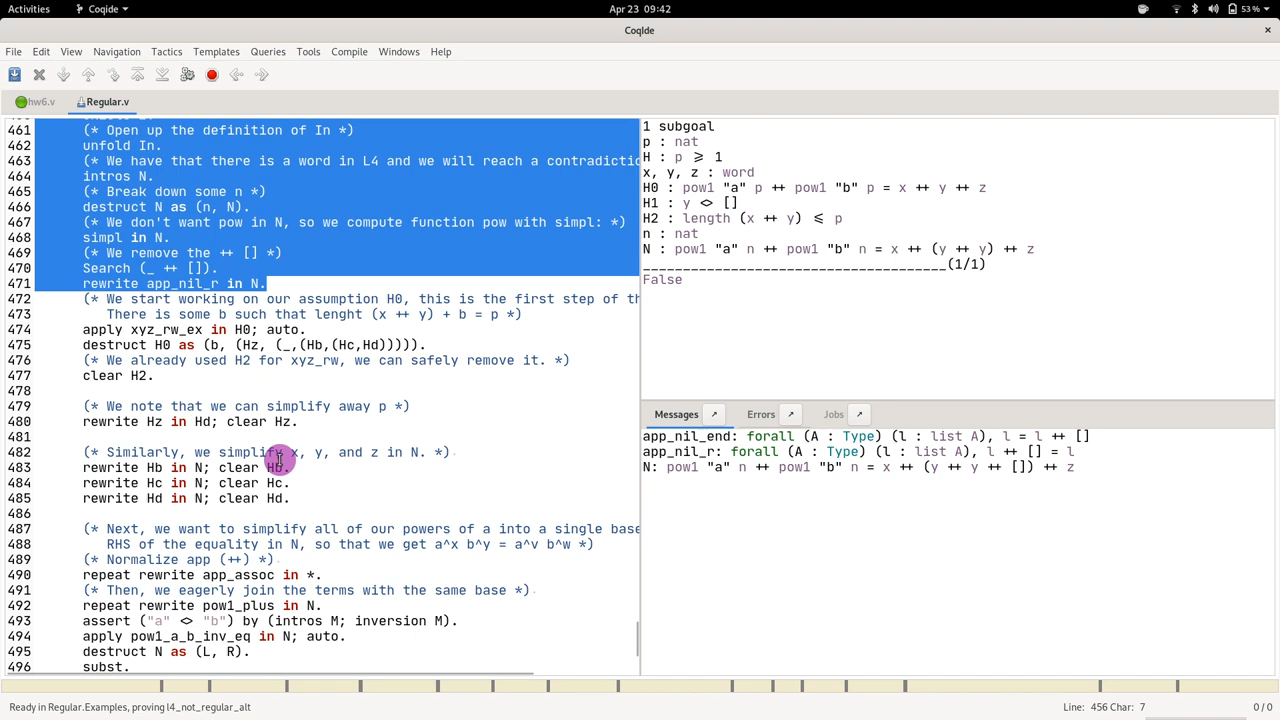 Activities Coqide Apr 23 09:42 53 %
CoqIde
File Edit View Navigation Tactics Templates Queries Tools Compile Windows Help
hw6.v Regular.v
461 (* Open up the definition of In *)
462 unfold In.
463 (* We have that there is a word in L4 and we will reach a contradictio
464 intros N.
465 (* Break down some n *)
466 destruct N as (n, N).
467 (* We don't want pow in N, so we compute function pow with simpl: *)
468 simpl in N.
469 (* We remove the ++ [] *)
470 Search (_ ++ []).
471 rewrite app_nil_r in N.
472 (* We start working on our assumption H0, this is the first step of th
473 There is some b such that lenght (x ++ y) + b = p *)
474 apply xyz_rw_ex in H0; auto.
475 destruct H0 as (b, (Hz, (_,(Hb,(Hc,Hd))))).
476 (* We already used H2 for xyz_rw, we can safely remove it. *)
477 clear H2.
478
479 (* We note that we can simplify away p *)
480 rewrite Hz in Hd; clear Hz.
481
482 (* Similarly, we simplify x, y, and z in N. *)
483 rewrite Hb in N; clear Hb.
484 rewrite Hc in N; clear Hc.
485 rewrite Hd in N; clear Hd.
486
487 (* Next, we want to simplify all of our powers of a into a single base
488 RHS of the equality in N, so that we get a^x b^y = a^v b^w *)
489 (* Normalize app (++) *)
490 repeat rewrite app_assoc in *.
491 (* Then, we eagerly join the terms with the same base *)
492 repeat rewrite pow1_plus in N.
493 assert ("a" <> "b") by (intros M; inversion M).
494 apply pow1_a_b_inv_eq in N; auto.
495 destruct N as (L, R).
496 subst.
1 subgoal
p : nat
H : p >= 1
x, y, z : word
H0 : pow1 "a" p ++ pow1 "b" p = x ++ y ++ z
H1 : y <> []
H2 : length (x ++ y) <= p
n : nat
N : pow1 "a" n ++ pow1 "b" n = x ++ (y ++ y) ++ z
______________________________________(1/1)
False
Messages Errors Jobs
app_nil_end: forall (A : Type) (l : list A), l = l ++ []
app_nil_r: forall (A : Type) (l : list A), l ++ [] = l
N: pow1 "a" n ++ pow1 "b" n = x ++ (y ++ y ++ []) ++ z
Ready in Regular.Examples, proving l4_not_regular_alt Line: 456 Char: 7 0 / 0